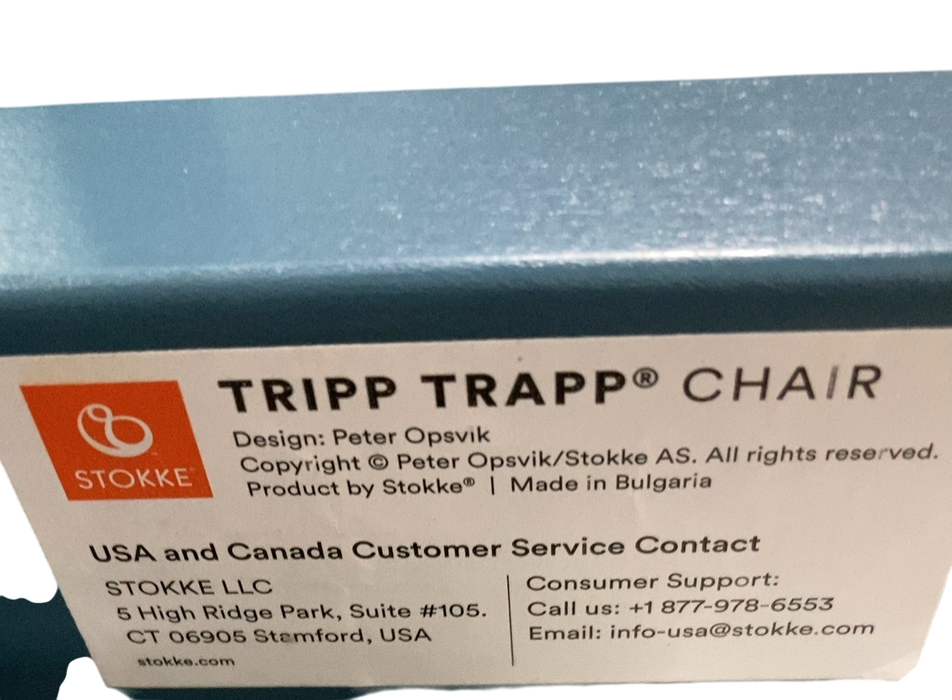 TRIPP TRAPP® CHAIR
STOKKE
Design: Peter Opsvik
Copyright © Peter Opsvik/Stokke AS. All rights reserved.
Product by Stokke® | Made in Bulgaria
USA and Canada Customer Service Contact
STOKKE LLC
5 High Ridge Park, Suite #105.
CT 06905 Stamford, USA
stokke.com
Consumer Support:
Call us: +1 877-978-6553
Email: info-usa@stokke.com